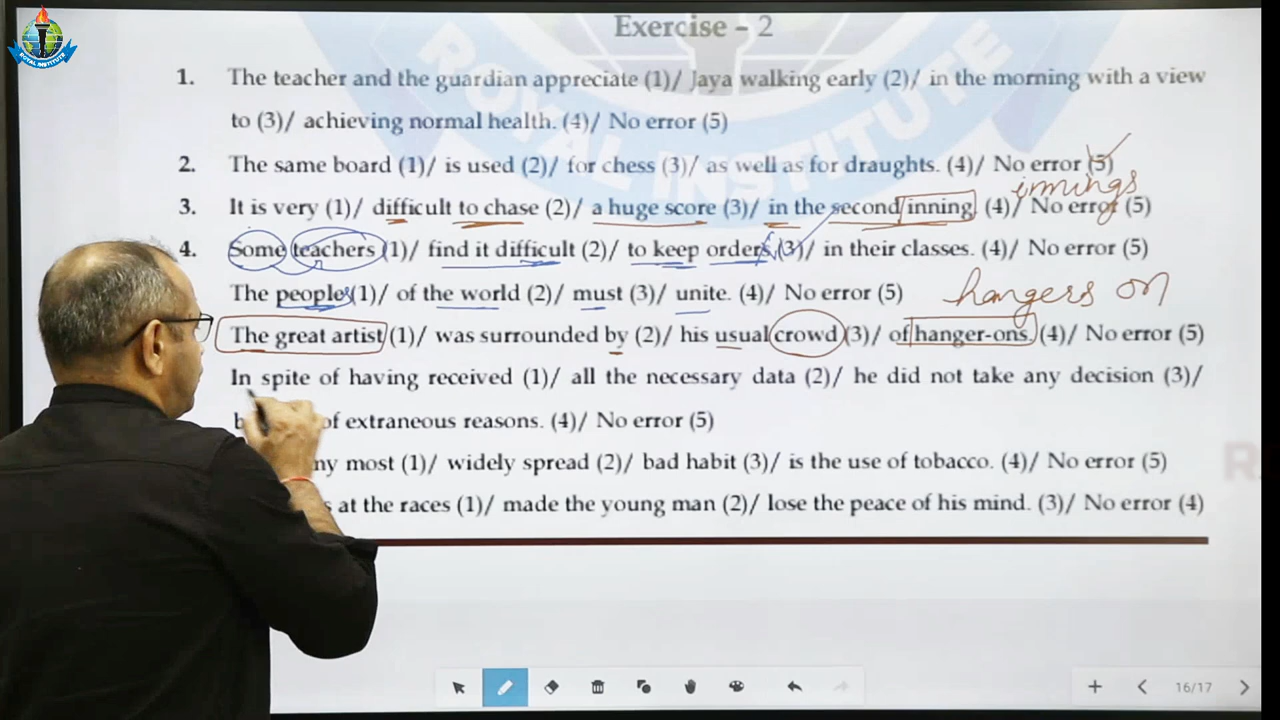 ROYAL INSTITUTE
Exercise – 2
ROYAL INSTITUTE
1. The teacher and the guardian appreciate (1)/ Jaya walking early (2)/ in the morning with a view
to (3)/ achieving normal health. (4)/ No error (5)
2. The same board (1)/ is used (2)/ for chess (3)/ as well as for draughts. (4)/ No error (5)
innings
3. It is very (1)/ difficult to chase (2)/ a huge score (3)/ in the second inning (4)/ No error (5)
4. Some teachers (1)/ find it difficult (2)/ to keep orders (3)/ in their classes. (4)/ No error (5)
The peoples (1)/ of the world (2)/ must (3)/ unite. (4)/ No error (5)
hangers on
The great artist (1)/ was surrounded by (2)/ his usual crowd (3)/ of hanger-ons. (4)/ No error (5)
In spite of having received (1)/ all the necessary data (2)/ he did not take any decision (3)/
of extraneous reasons. (4)/ No error (5)
most (1)/ widely spread (2)/ bad habit (3)/ is the use of tobacco. (4)/ No error (5)
at the races (1)/ made the young man (2)/ lose the peace of his mind. (3)/ No error (4)
16/17